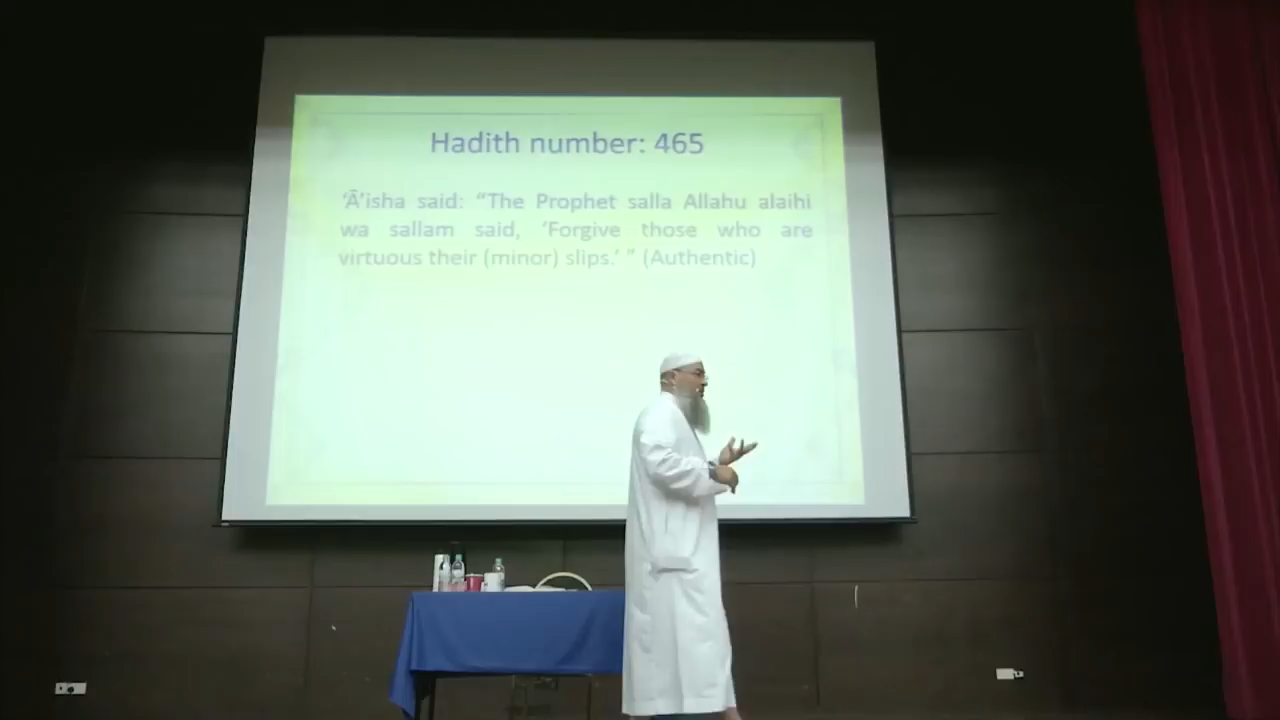 Hadith number: 465
‘Ā’isha said: “The Prophet salla Allahu alaihi
wa sallam said, ‘Forgive those who are
virtuous their (minor) slips.’ ” (Authentic)